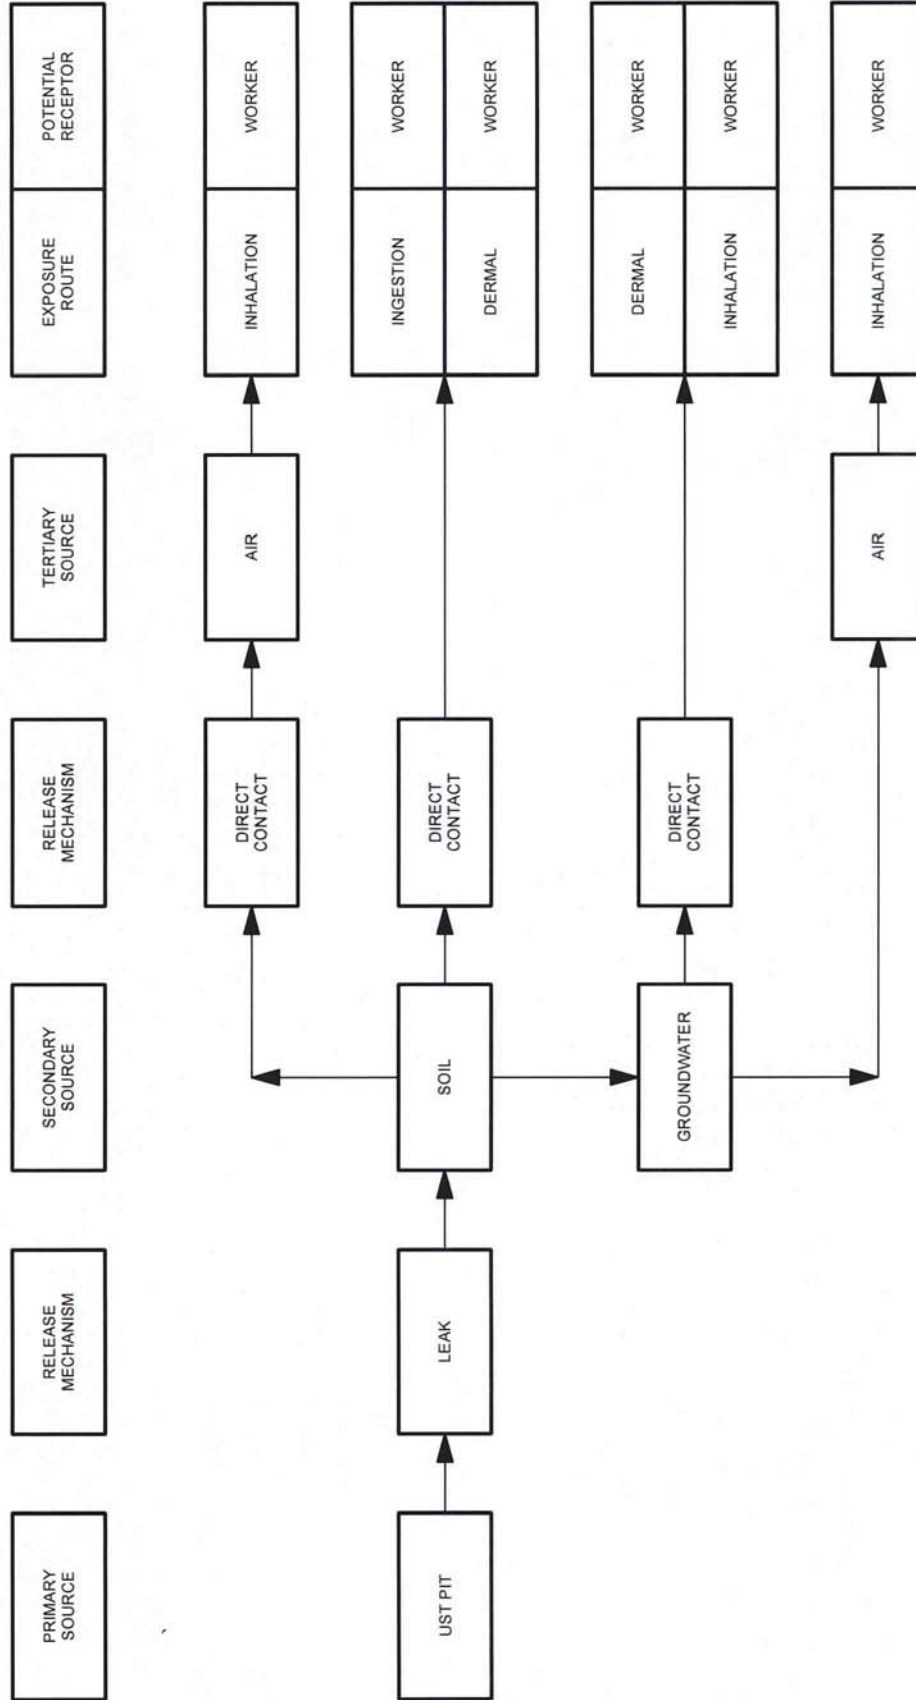 PRIMARY
SOURCE
RELEASE
MECHANISM
SECONDARY
SOURCE
RELEASE
MECHANISM
TERTIARY
SOURCE
EXPOSURE
ROUTE
POTENTIAL
RECEPTOR
DIRECT
CONTACT
AIR
INHALATION
WORKER
UST PIT
LEAK
SOIL
DIRECT
CONTACT
INGESTION
WORKER
DERMAL
WORKER
GROUNDWATER
DIRECT
CONTACT
DERMAL
WORKER
INHALATION
WORKER
AIR
INHALATION
WORKER